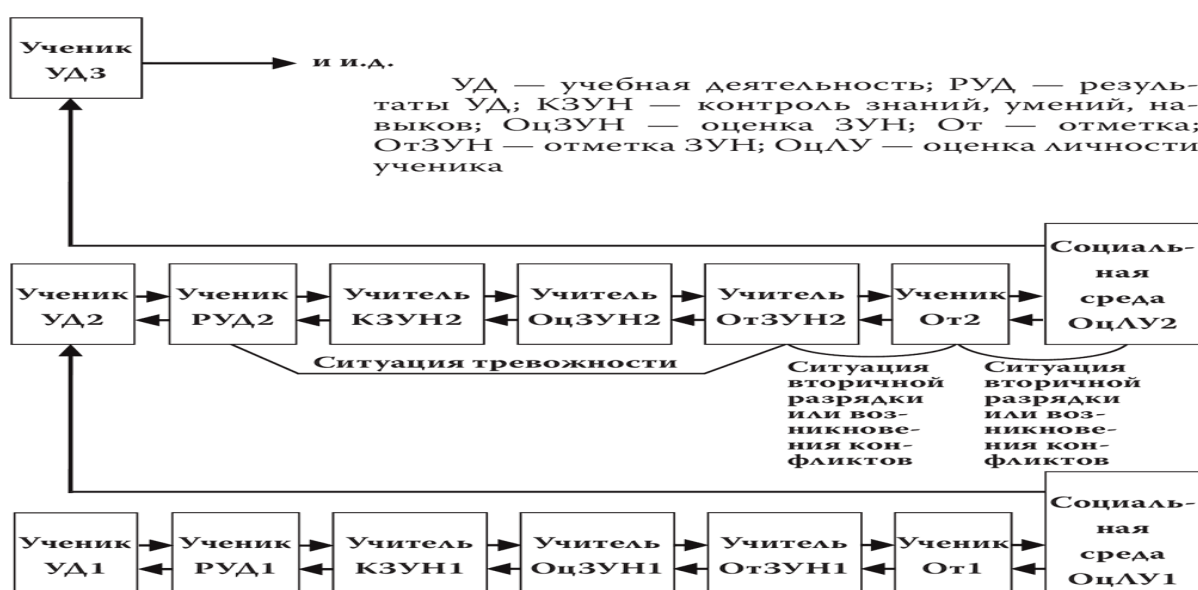 Ученик
УД3
и и.д.
УД — учебная деятельность; РУД — резуль-
таты УД; КЗУН — контроль знаний, умений, на-
выков; ОцЗУН — оценка ЗУН; От — отметка;
ОтЗУН — отметка ЗУН; ОцЛУ — оценка личности
ученика
Ученик
УД2
Ученик
РУД2
Учитель
КЗУН2
Учитель
ОцЗУН2
Учитель
ОтЗУН2
Ученик
От2
Социаль-
ная
среда
ОцЛУ2
Ситуация тревожности
Ситуация
вторичной
разрядки
или воз-
никнове-
ния кон-
фликтов
Ситуация
вторичной
разрядки
или воз-
никнове-
ния кон-
фликтов
Ученик
УД1
Ученик
РУД1
Учитель
КЗУН1
Учитель
ОцЗУН1
Учитель
ОтЗУН1
Ученик
От1
Социаль-
ная
среда
ОцЛУ1